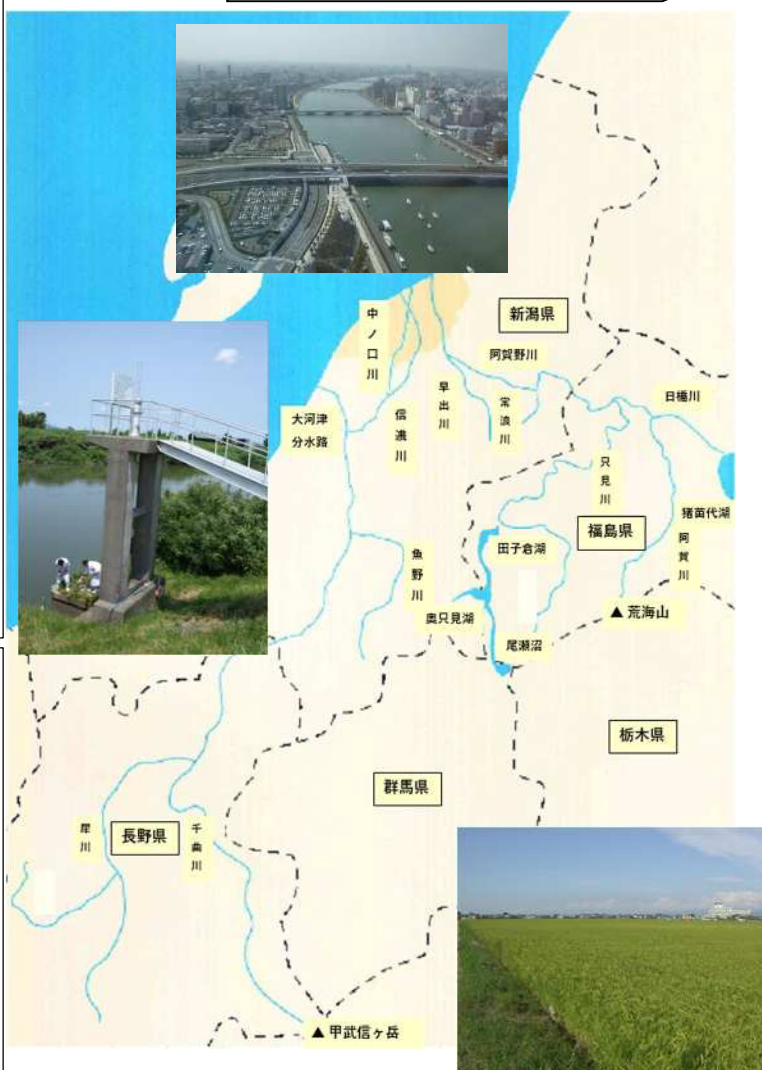 新潟県
中ノ口川
阿賀野川
早出川
常浪川
日橋川
大河津
分水路
信濃川
只見川
猪苗代湖
福島県
阿賀川
田子倉湖
魚野川
奥只見湖
▲荒海山
尾瀬沼
栃木県
群馬県
犀川
長野県
千曲川
▲甲武信ヶ岳